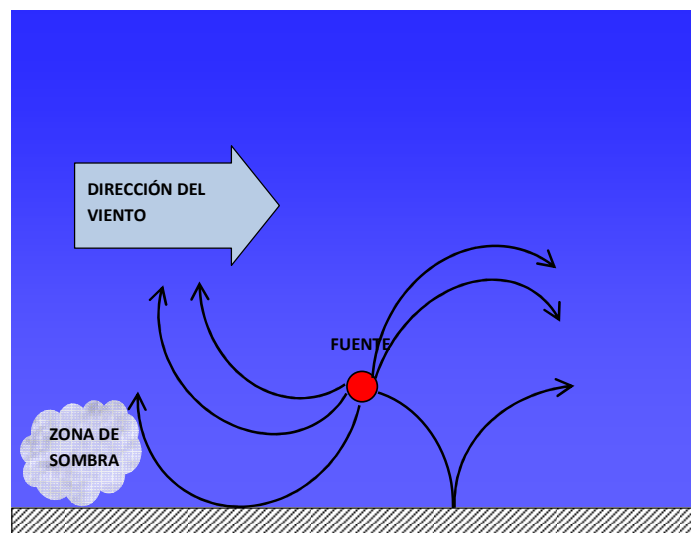 DIRECCIÓN DEL
VIENTO
FUENTE
ZONA DE
SOMBRA